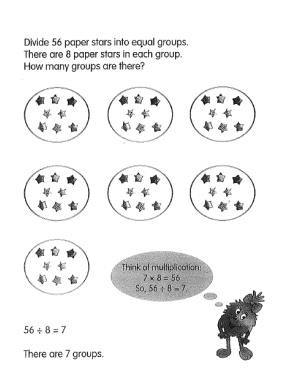 Divide 56 paper stars into equal groups.
There are 8 paper stars in each group.
How many groups are there?
Think of multiplication:
7 × 8 = 56
So, 56 ÷ 8 = 7.
56 ÷ 8 = 7
There are 7 groups.